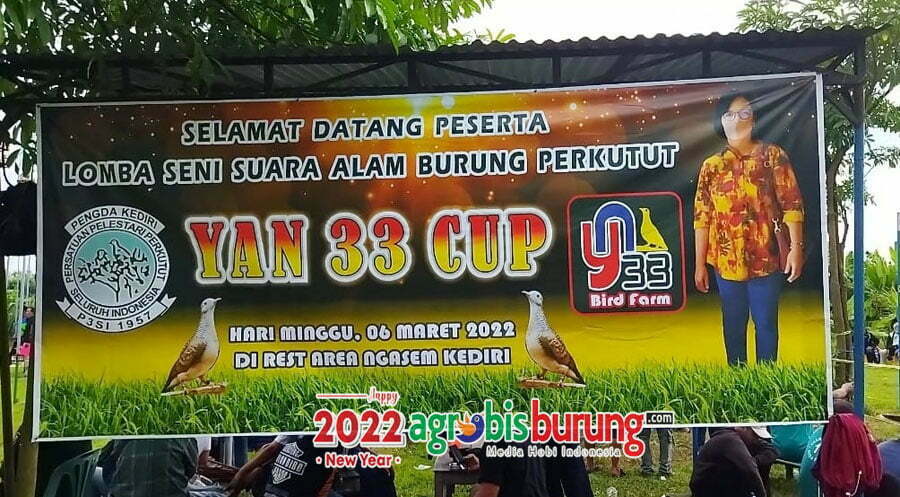 SELAMAT DATANG PESERTA
LOMBA SENI SUARA ALAM BURUNG PERKUTUT
PENGDA KEDIRI
PERSATUAN PELESTARI PERKUTUT
SELURUH INDONESIA
P3SI 1957
YAN 33 CUP
yn
33
Bird Farm
HARI MINGGU, 06 MARET 2022
DI REST AREA NGASEM KEDIRI
Happy
2022
New Year
agrobisburung.com
Media Hobi Indonesia